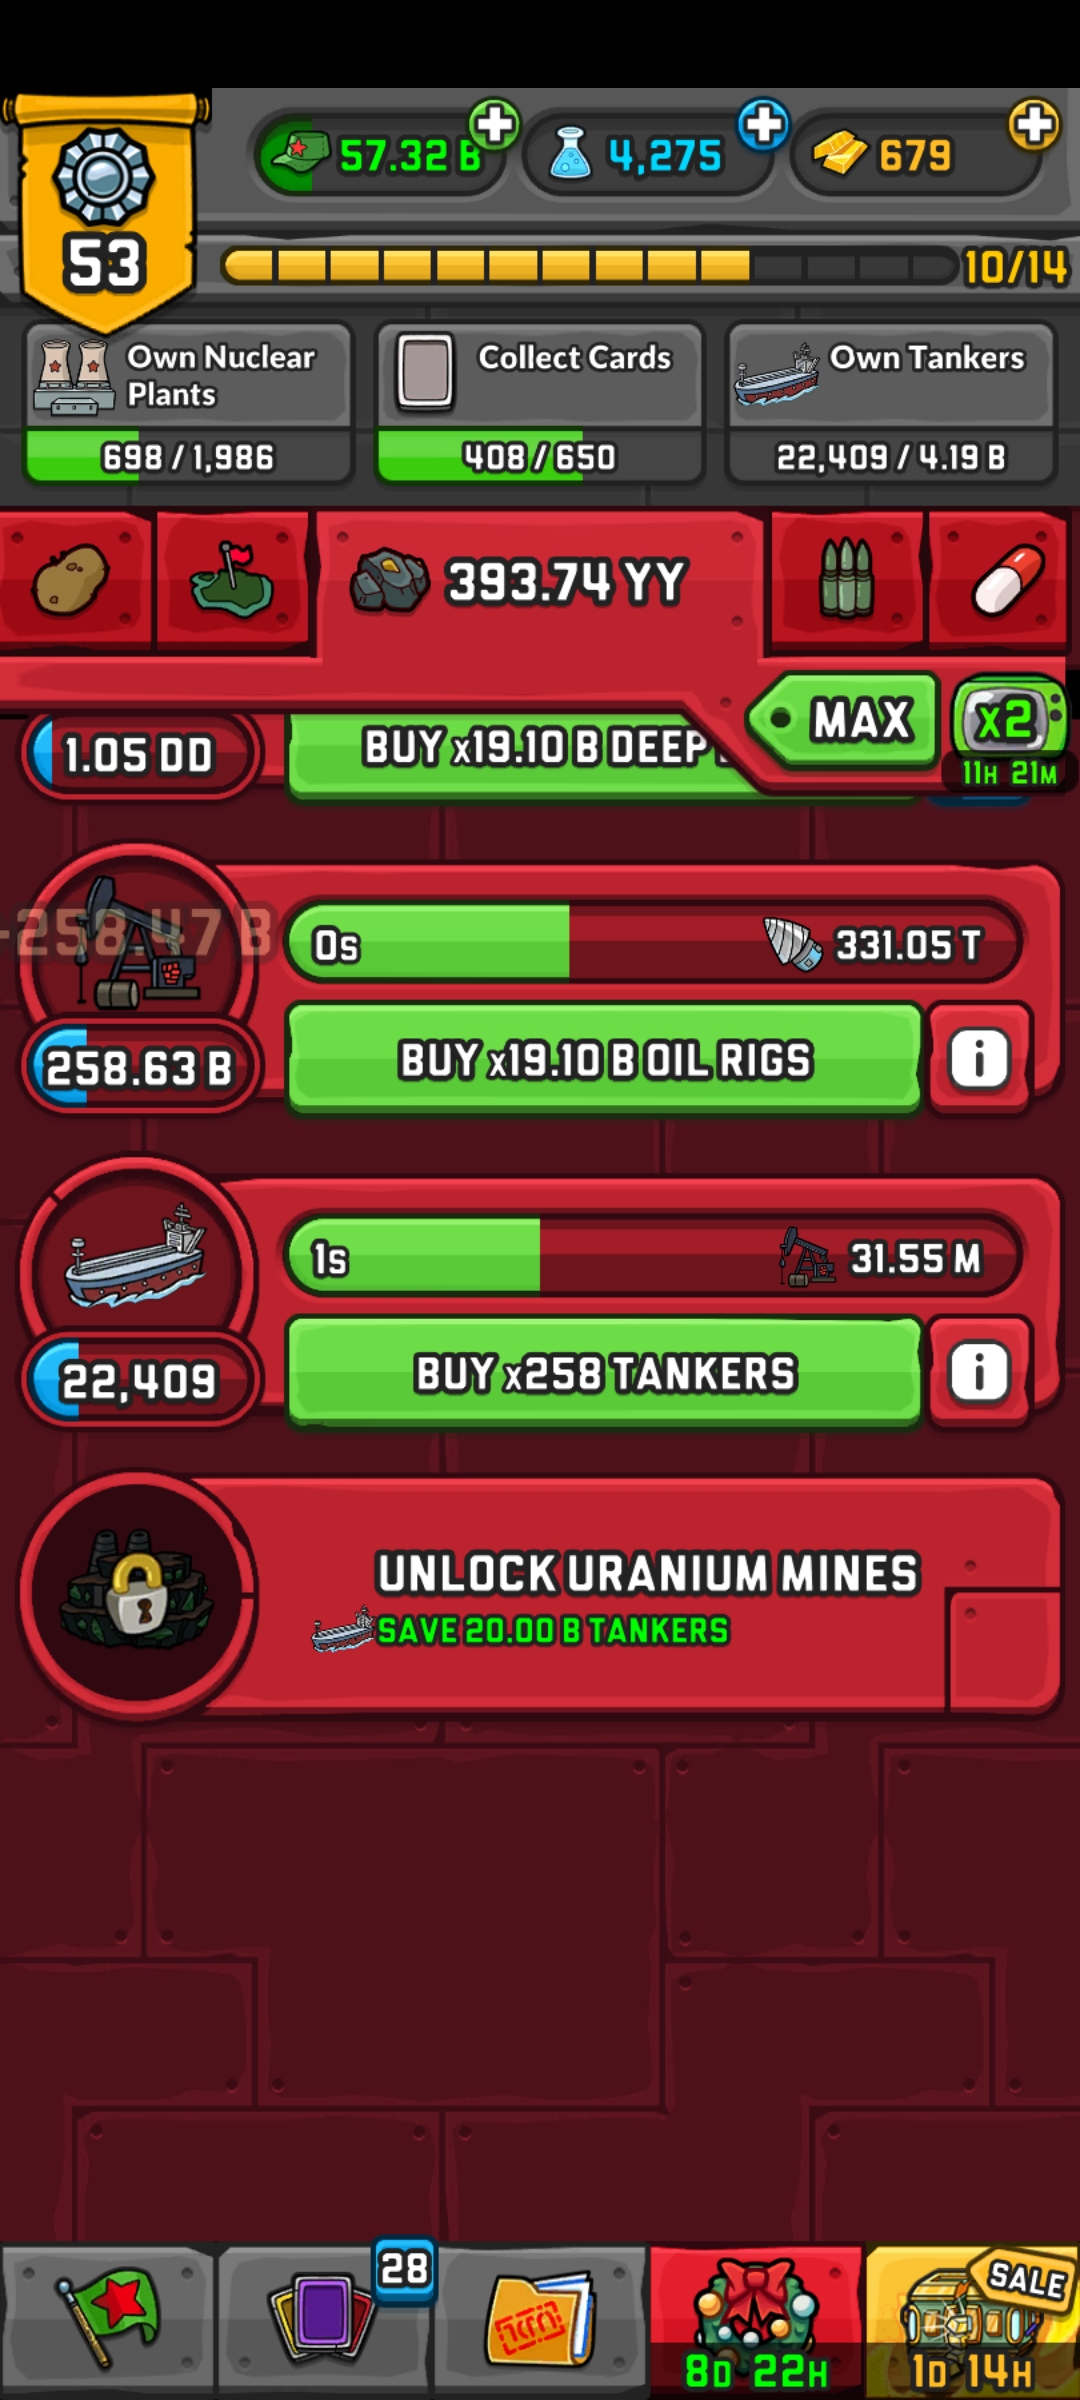 57.32 B
4,275
679
53
10/14
Own Nuclear
Plants
698 / 1,986
Collect Cards
408 / 650
Own Tankers
22,409 / 4.19 B
393.74 YY
MAX
x2
11H 21M
1.05 DD
BUY x19.10 B DEEP
-258.47 B
0s
331.05 T
258.63 B
BUY x19.10 B OIL RIGS
i
1s
31.55 M
22,409
BUY x258 TANKERS
i
UNLOCK URANIUM MINES
SAVE 20.00 B TANKERS
28
8D 22H
SALE
1D 14H